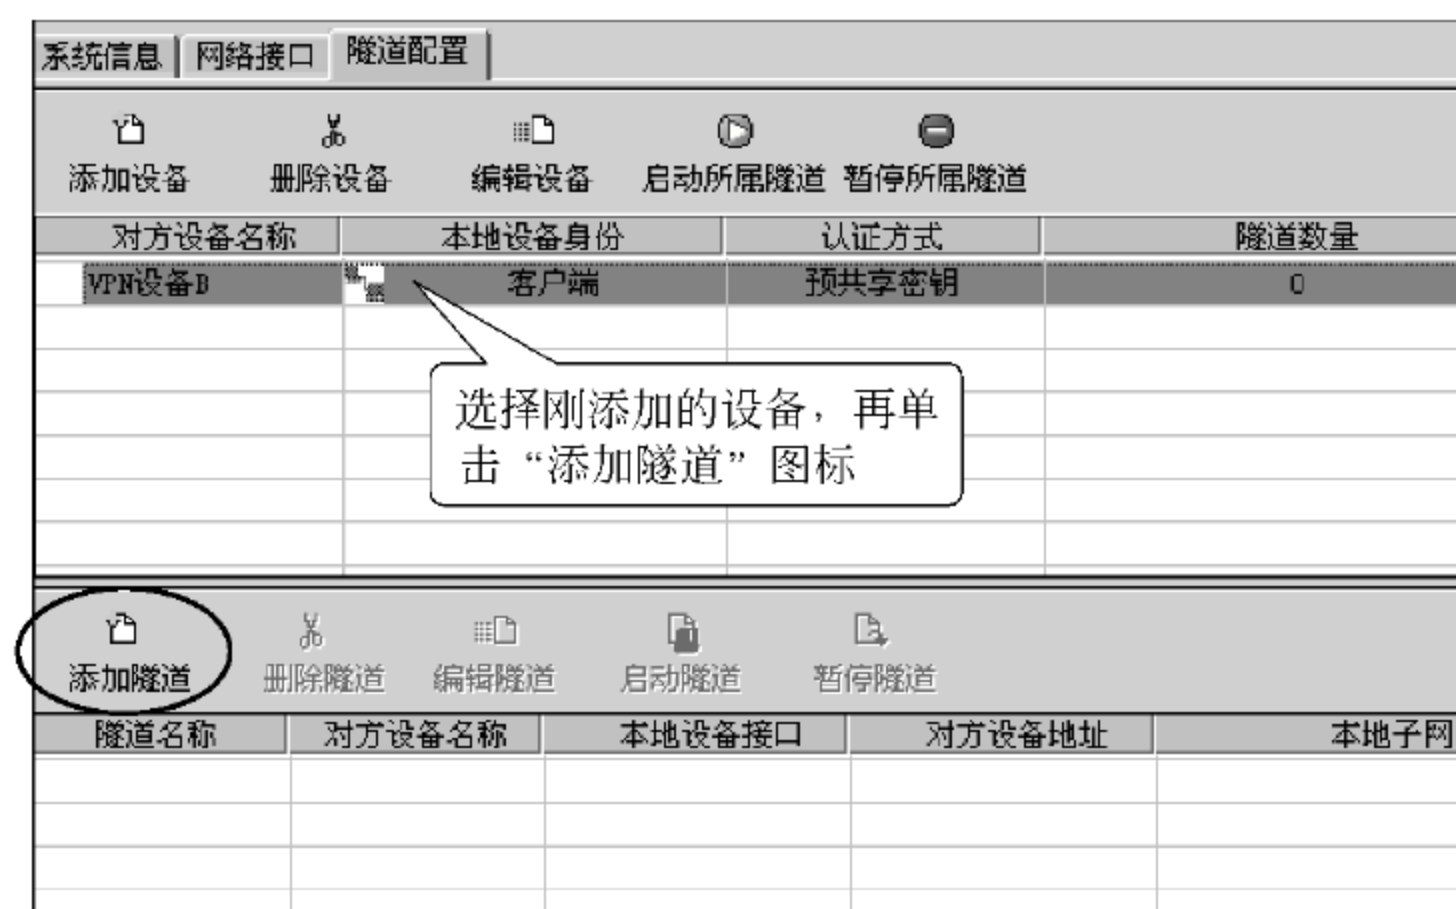 系统信息 网络接口 隧道配置
添加设备 删除设备 编辑设备 启动所属隧道 暂停所属隧道
对方设备名称 本地设备身份 认证方式 隧道数量
VPN设备B 客户端 预共享密钥 0
选择刚添加的设备，再单
击“添加隧道”图标
添加隧道 删除隧道 编辑隧道 启动隧道 暂停隧道
隧道名称 对方设备名称 本地设备接口 对方设备地址 本地子网